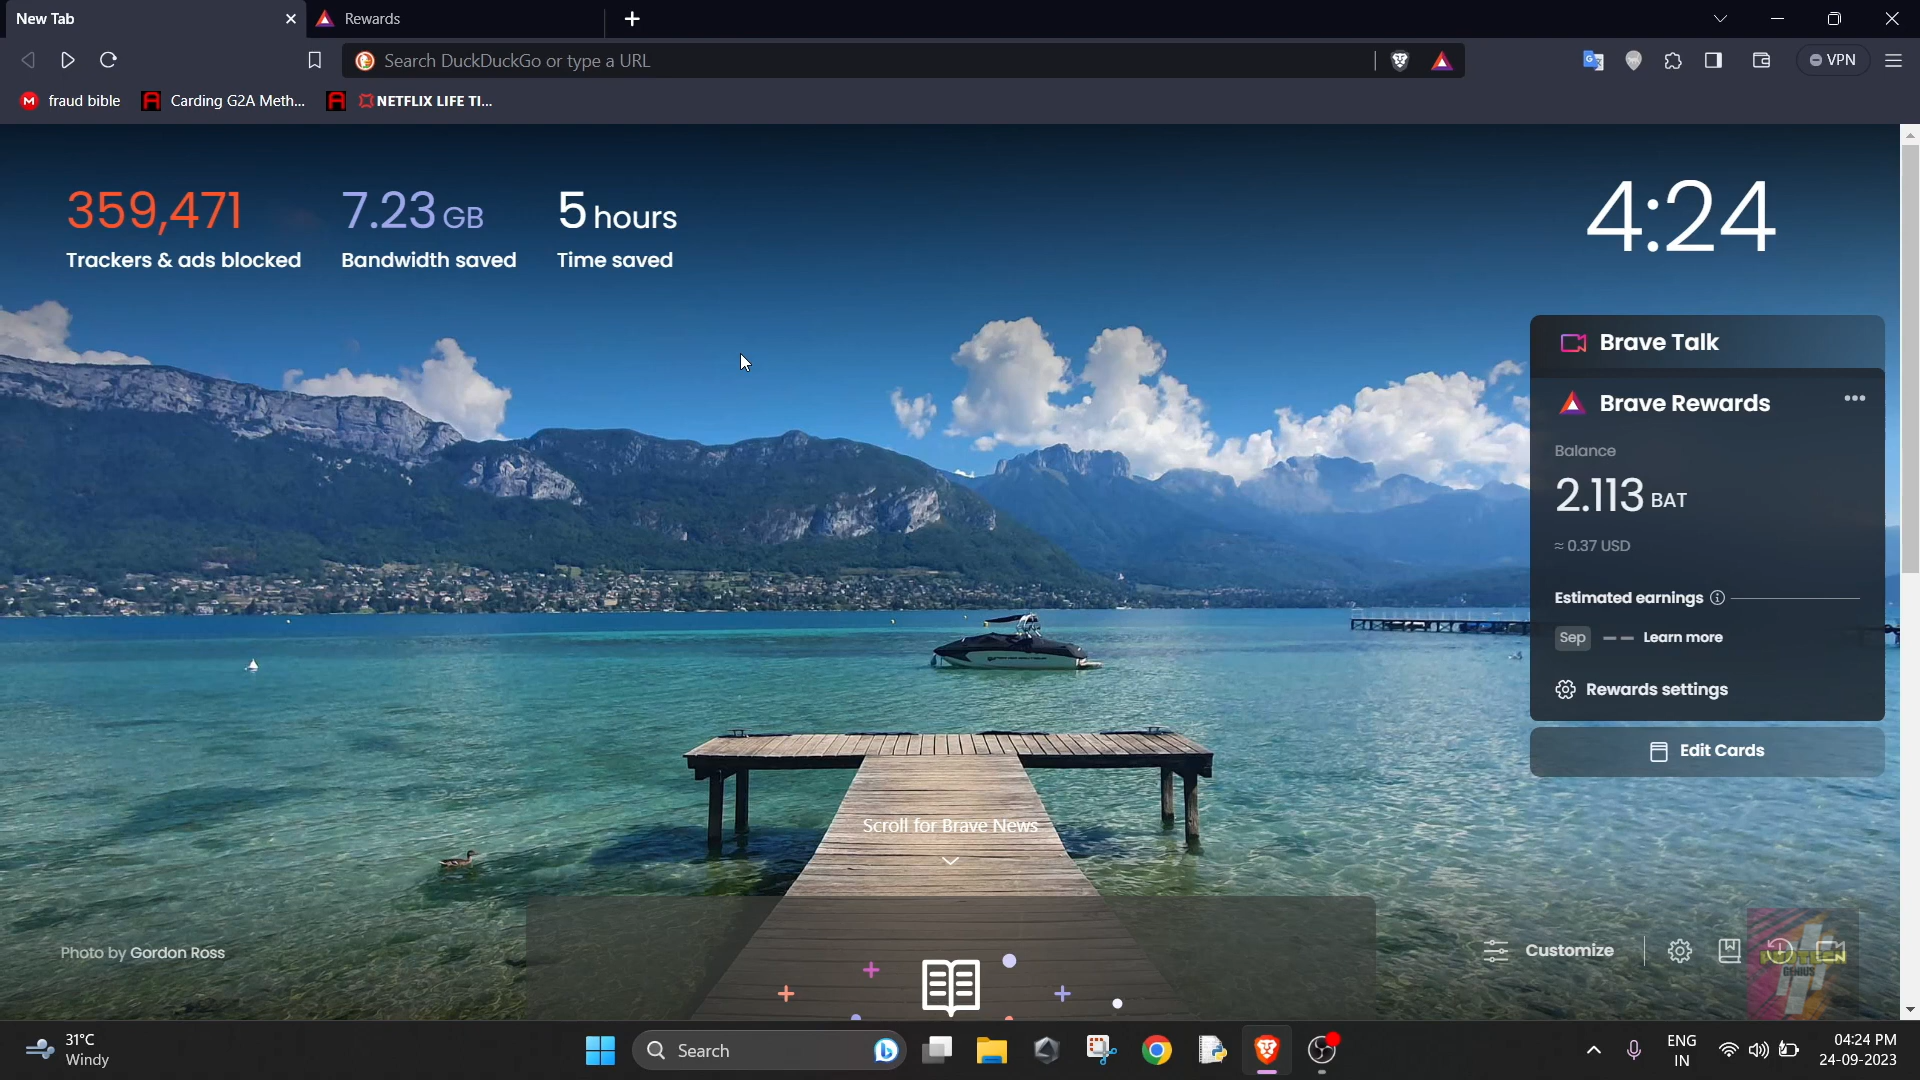 New Tab
Rewards
Search DuckDuckGo or type a URL
VPN
fraud bible
Carding G2A Meth...
NETFLIX LIFE TI...
359,471
Trackers & ads blocked
7.23 GB
Bandwidth saved
5 hours
Time saved
4:24
Brave Talk
Brave Rewards
Balance
2.113 BAT
≈ 0.37 USD
Estimated earnings
Sep
Learn more
Rewards settings
Edit Cards
Scroll for Brave News
Photo by Gordon Ross
Customize
GENIUS
31°C
Windy
Search
ENG
IN
04:24 PM
24-09-2023